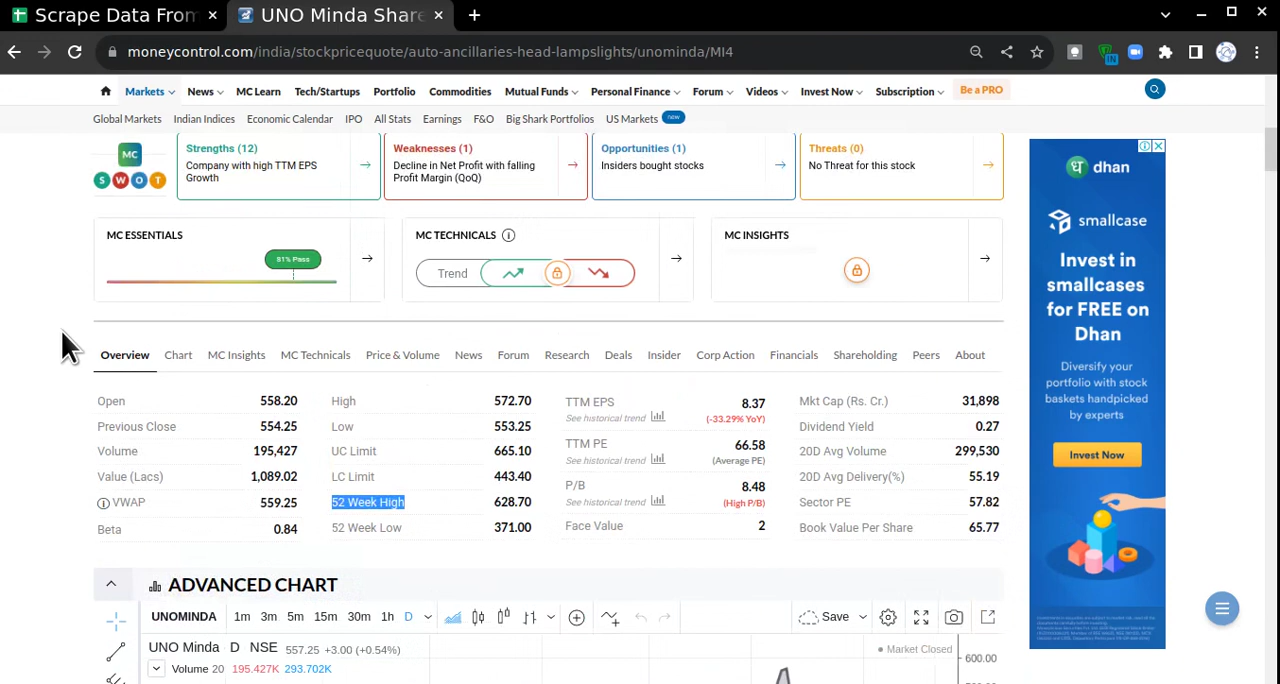 Scrape Data From
UNO Minda Share
moneycontrol.com/india/stockpricequote/auto-ancillaries-head-lampslights/unominda/MI4
IN
Markets News MC Learn Tech/Startups Portfolio Commodities Mutual Funds Personal Finance Forum Videos Invest Now Subscription Be a PRO
Global Markets Indian Indices Economic Calendar IPO All Stats Earnings F&O Big Shark Portfolios US Markets new
MC
S W O T
Strengths (12)
Company with high TTM EPS
Growth
Weaknesses (1)
Decline in Net Profit with falling
Profit Margin (QoQ)
Opportunities (1)
Insiders bought stocks
Threats (0)
No Threat for this stock
MC ESSENTIALS
81% Pass
MC TECHNICALS
Trend
MC INSIGHTS
Overview Chart MC Insights MC Technicals Price & Volume News Forum Research Deals Insider Corp Action Financials Shareholding Peers About
Open 558.20
Previous Close 554.25
Volume 195,427
Value (Lacs) 1,089.02
VWAP 559.25
Beta 0.84
High 572.70
Low 553.25
UC Limit 665.10
LC Limit 443.40
52 Week High 628.70
52 Week Low 371.00
TTM EPS 8.37
See historical trend (-33.29% YoY)
TTM PE 66.58
See historical trend (Average PE)
P/B 8.48
See historical trend (High P/B)
Face Value 2
Mkt Cap (Rs. Cr.) 31,898
Dividend Yield 0.27
20D Avg Volume 299,530
20D Avg Delivery(%) 55.19
Sector PE 57.82
Book Value Per Share 65.77
ADVANCED CHART
UNOMINDA 1m 3m 5m 15m 30m 1h D Save
UNO Minda D NSE 557.25 +3.00 (+0.54%)
Market Closed
600.00
Volume 20 195.427K 293.702K
ध dhan
smallcase
Invest in
smallcases
for FREE on
Dhan
Diversify your
portfolio with stock
baskets handpicked
by experts
Invest Now